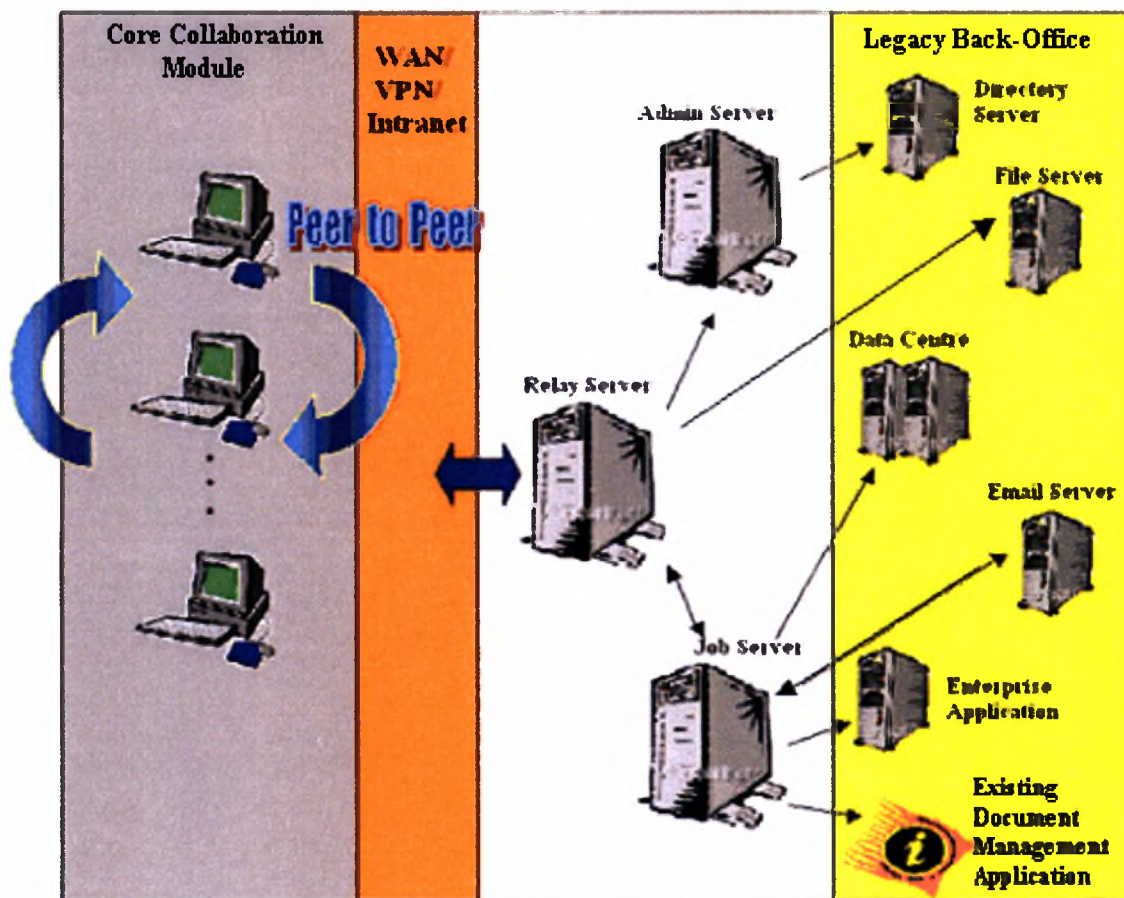 Core Collaboration
Module
WAN/
VPN/
Intranet
Peer to Peer
Admin Server
Relay Server
Job Server
Legacy Back-Office
Directory
Server
File Server
Data Centre
Email Server
Enterprise
Application
i
Existing
Document
Management
Application